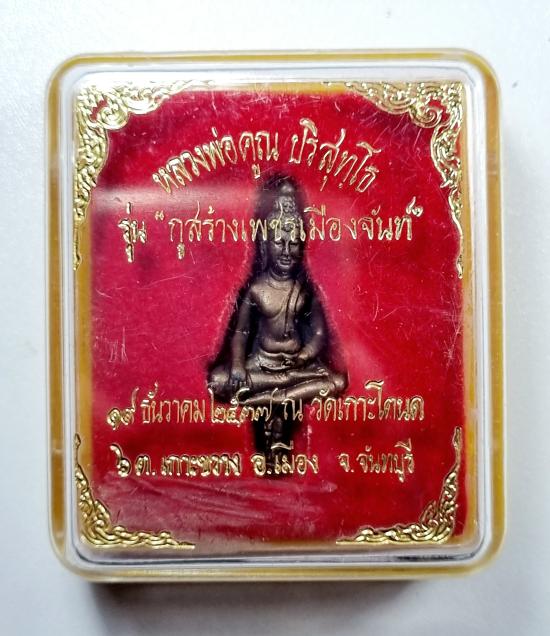 หลวงพ่อคูณ ปริสุทฺโธ
รุ่น "กูสร้างเพชรเมืองจันท์"
๑๙ ธันวาคม ๒๕๓๗ ณ วัดเกาะโตนด
๖ ต.เกาะขวาง อ.เมือง จ.จันทบุรี